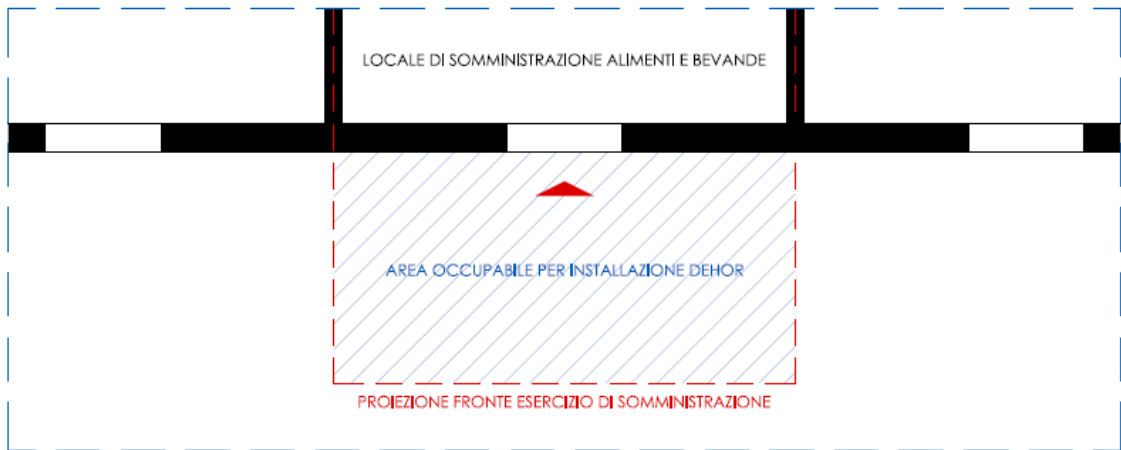 LOCALE DI SOMMINISTRAZIONE ALIMENTI E BEVANDE
AREA OCCUPABILE PER INSTALLAZIONE DEHOR
PROIEZIONE FRONTE ESERCIZIO DI SOMMINISTRAZIONE